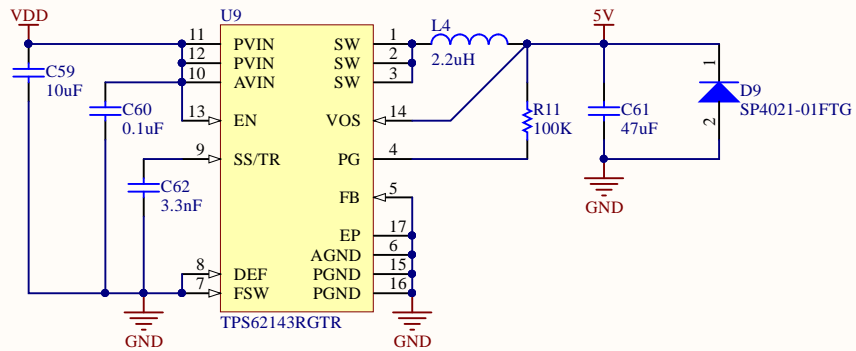 VDD
U9
L4
5V
11 PVIN SW 1
12 PVIN SW 2
10 AVIN SW 3
2.2uH
C59
10uF
C60
0.1uF
13 EN VOS 14
R11
100K
C61
47uF
1
D9
SP4021-01FTG
2
9 SS/TR PG 4
C62
3.3nF
FB 5
GND
EP 17
AGND 6
8 DEF PGND 15
7 FSW PGND 16
TPS62143RGTR
GND
GND